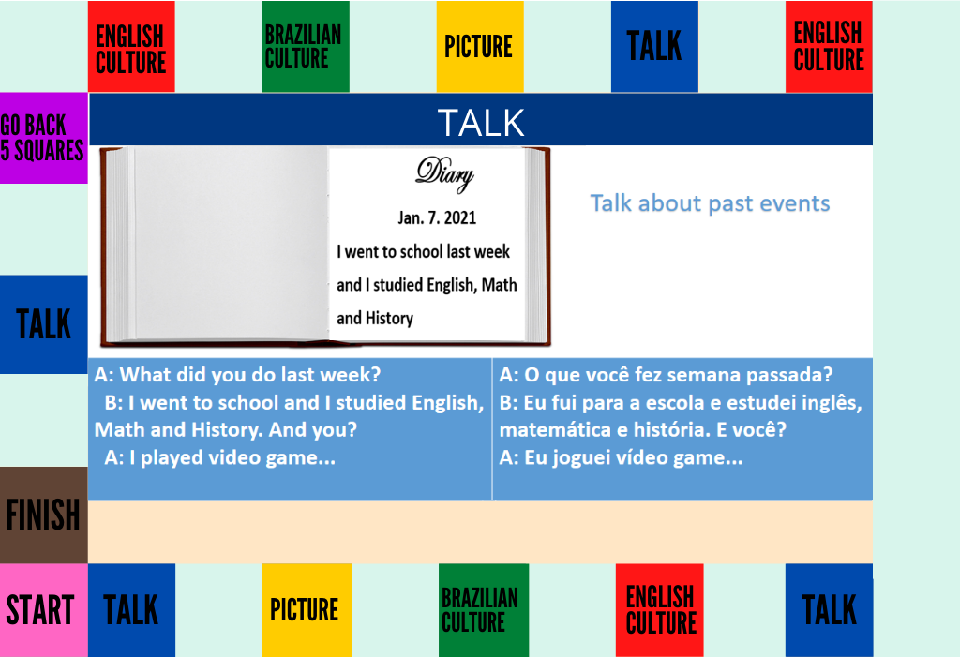 ENGLISH
CULTURE
BRAZILIAN
CULTURE
PICTURE
TALK
ENGLISH
CULTURE
GO BACK
5 SQUARES
TALK
Diary
Jan. 7. 2021
I went to school last week
and I studied English, Math
and History
Talk about past events
TALK
A: What did you do last week?
B: I went to school and I studied English,
Math and History. And you?
A: I played video game...
A: O que você fez semana passada?
B: Eu fui para a escola e estudei inglês,
matemática e história. E você?
A: Eu joguei vídeo game...
FINISH
START
TALK
PICTURE
BRAZILIAN
CULTURE
ENGLISH
CULTURE
TALK